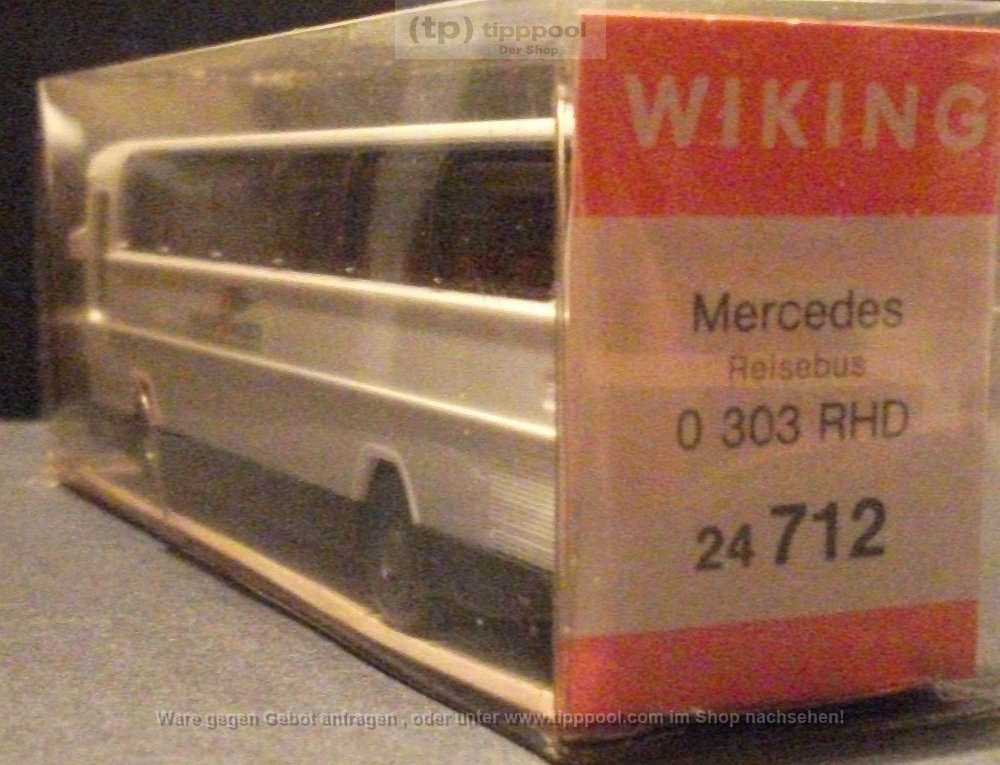 (tp) tipppool
Der Shop
WIKING
Mercedes
Reisebus
0 303 RHD
24 712
Ware gegen Gebot anfragen , oder unter www.tipppool.com im Shop nachsehen!